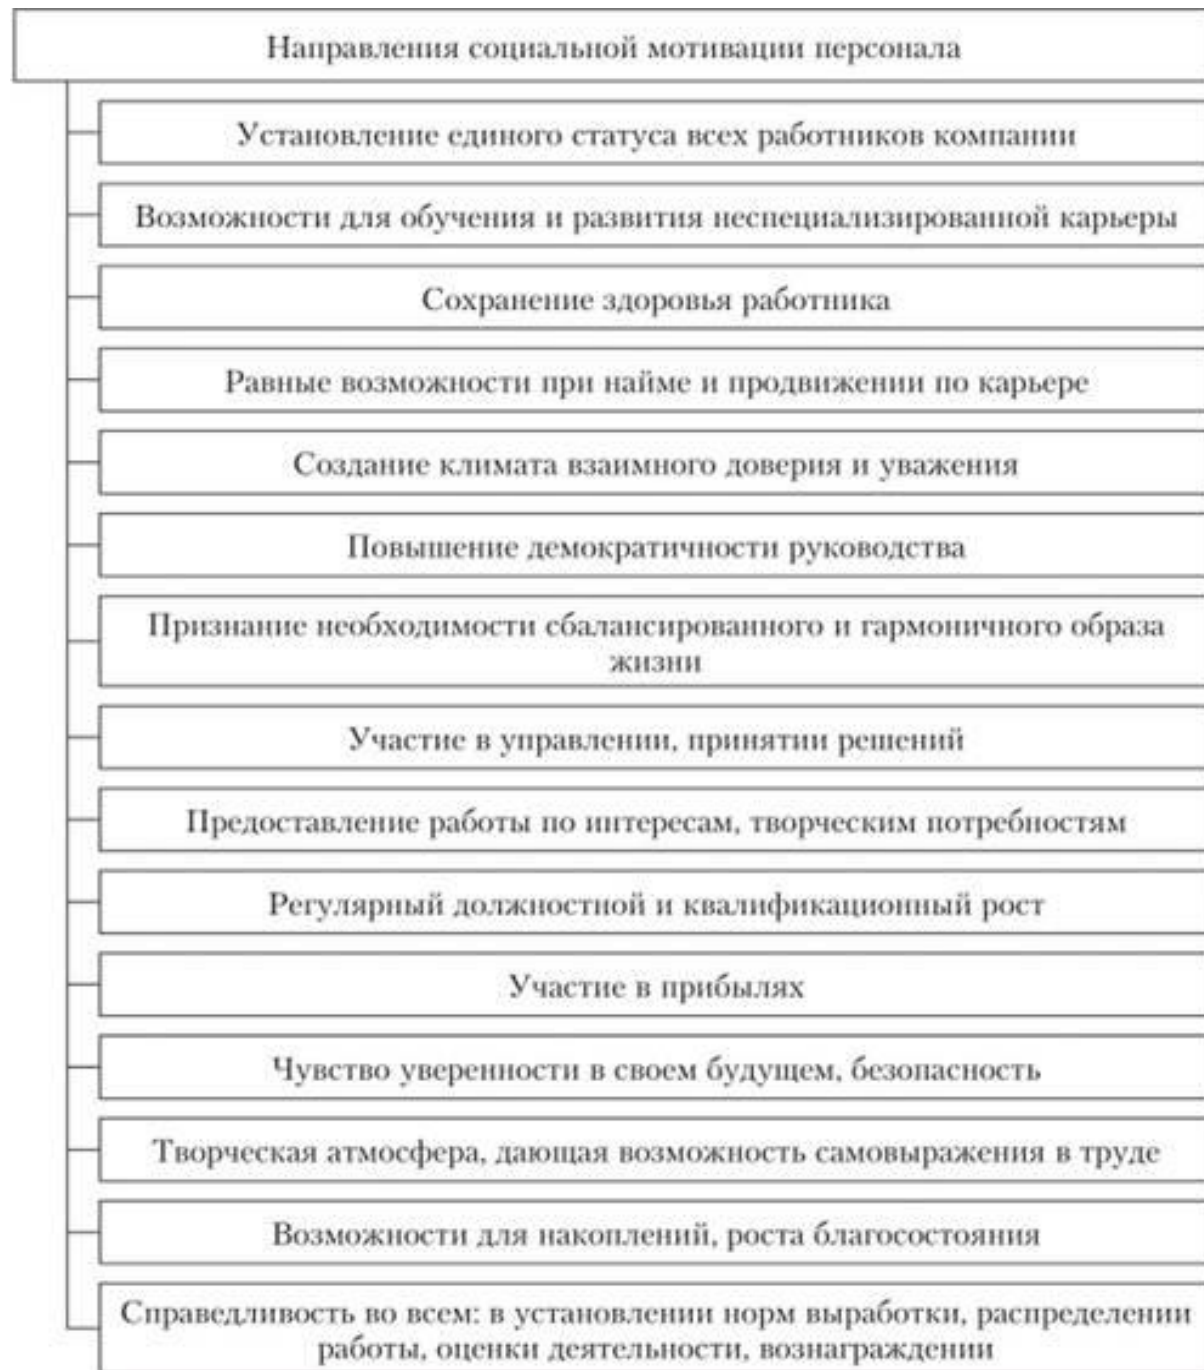 Направления социальной мотивации персонала
Установление единого статуса всех работников компании
Возможности для обучения и развития неспециализированной карьеры
Сохранение здоровья работника
Равные возможности при найме и продвижении по карьере
Создание климата взаимного доверия и уважения
Повышение демократичности руководства
Признание необходимости сбалансированного и гармоничного образа
жизни
Участие в управлении, принятии решений
Предоставление работы по интересам, творческим потребностям
Регулярный должностной и квалификационный рост
Участие в прибылях
Чувство уверенности в своем будущем, безопасность
Творческая атмосфера, дающая возможность самовыражения в труде
Возможности для накоплений, роста благосостояния
Справедливость во всем: в установлении норм выработки, распределении
работы, оценки деятельности, вознаграждении